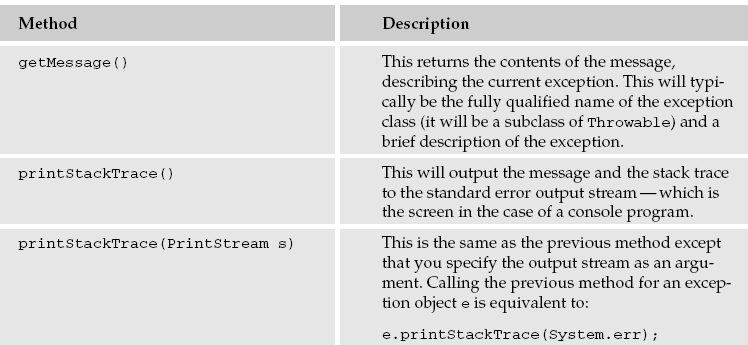 Method Description
getMessage() This returns the contents of the message,
describing the current exception. This will typi-
cally be the fully qualified name of the exception
class (it will be a subclass of Throwable) and a
brief description of the exception.
printStackTrace() This will output the message and the stack trace
to the standard error output stream — which is
the screen in the case of a console program.
printStackTrace(PrintStream s) This is the same as the previous method except
that you specify the output stream as an argu-
ment. Calling the previous method for an excep-
tion object e is equivalent to:
e.printStackTrace(System.err);